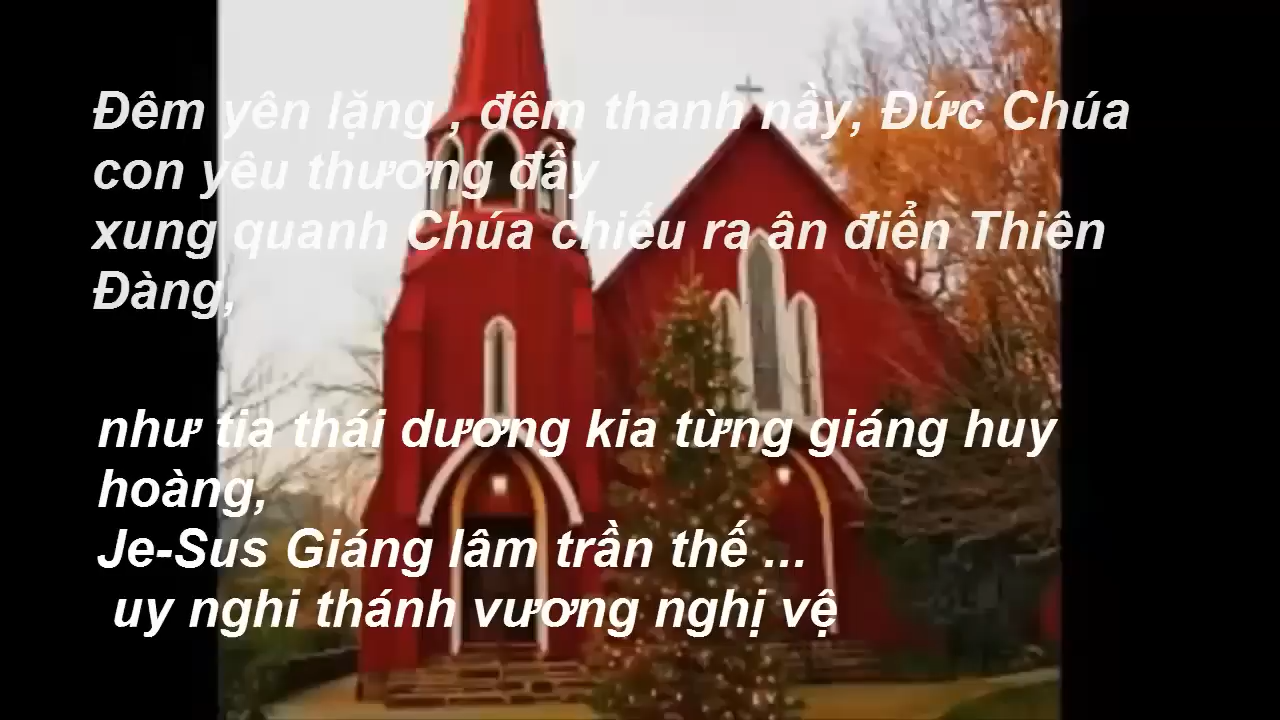 Đêm yên lặng , đêm thanh nầy, Đức Chúa
con yêu thương đầy
xung quanh Chúa chiếu ra ân điển Thiên
Đàng,
như tia thái dương kia từng giáng huy
hoàng,
Je-Sus Giáng lâm trần thế ...
uy nghi thánh vương nghị vệ